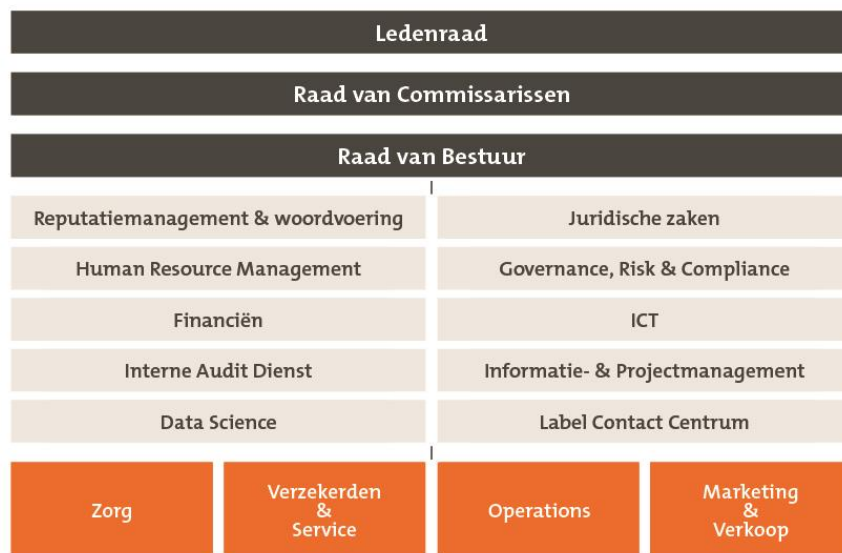 Ledenraad
Raad van Commissarissen
Raad van Bestuur
Reputatiemanagement & woordvoering
Juridische zaken
Human Resource Management
Governance, Risk & Compliance
Financiën
ICT
Interne Audit Dienst
Informatie- & Projectmanagement
Data Science
Label Contact Centrum
Zorg
Verzekerden
&
Service
Operations
Marketing
&
Verkoop